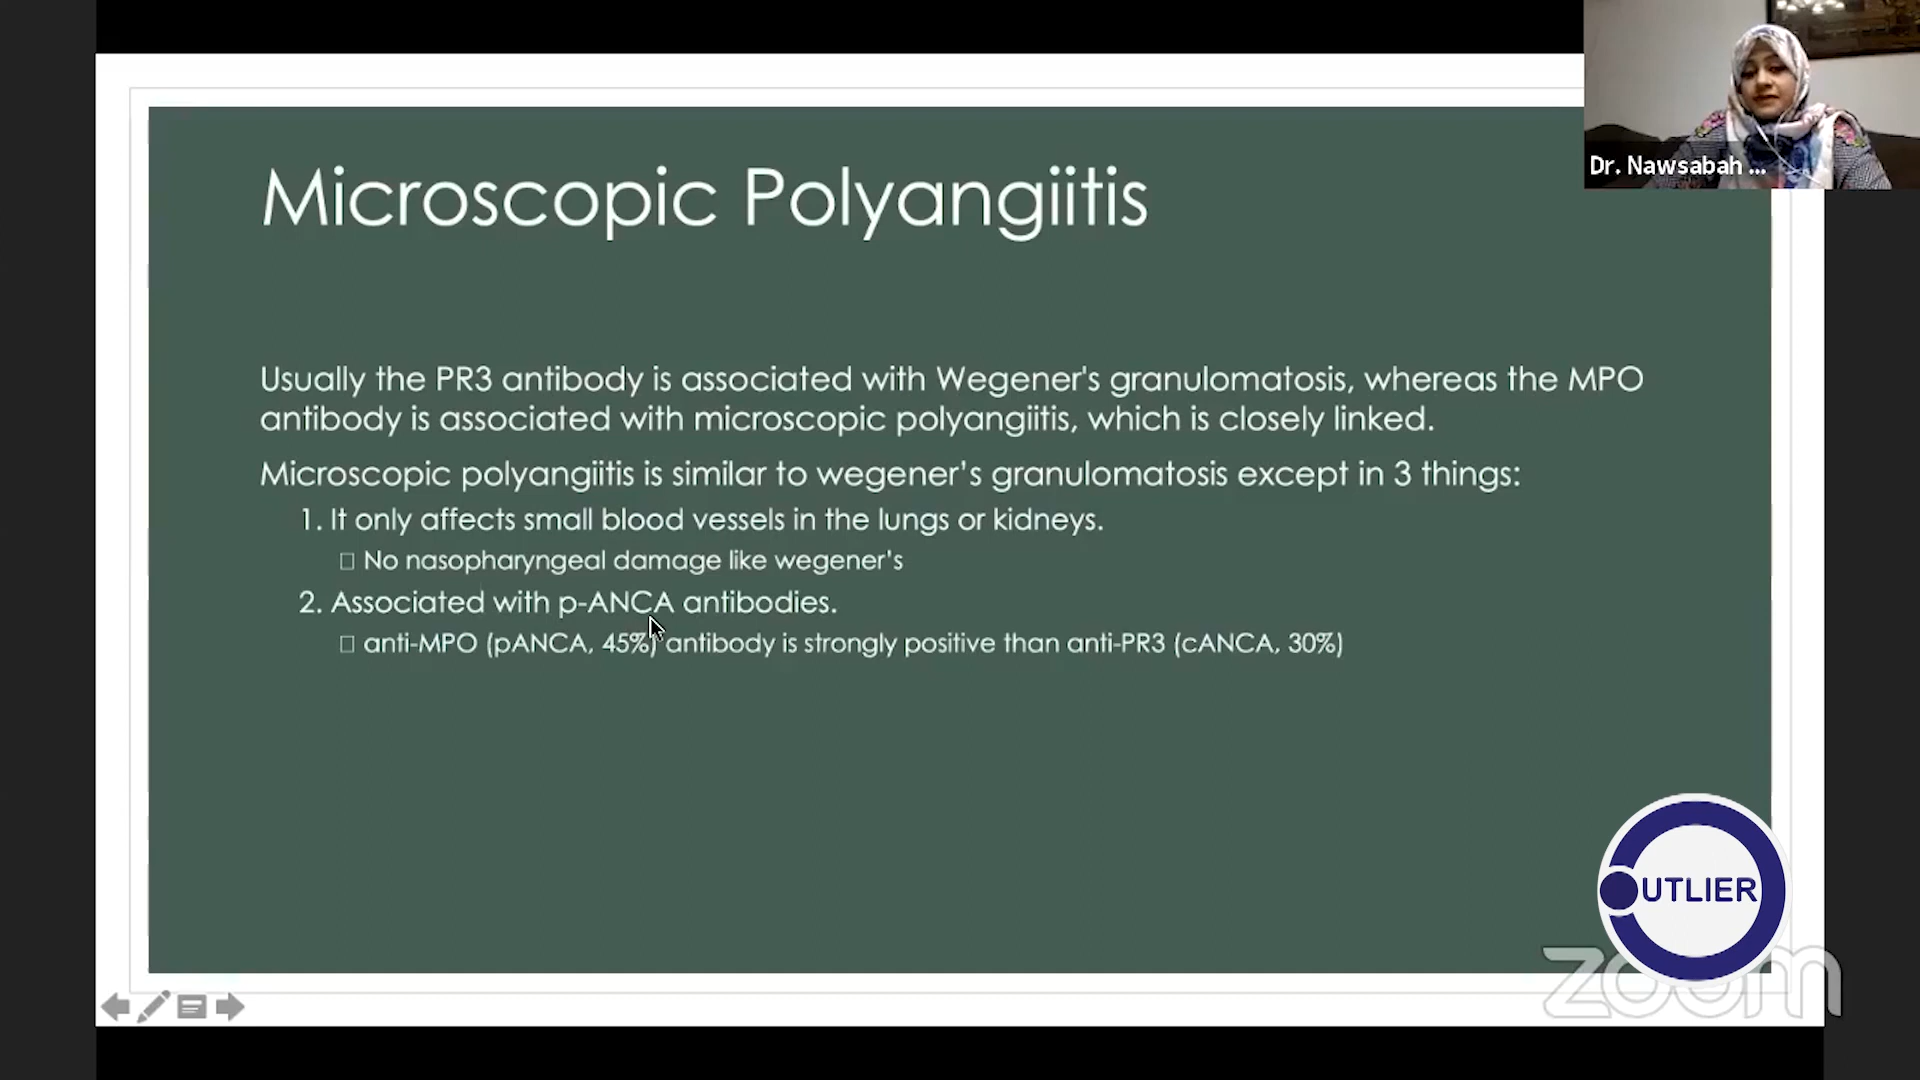 Dr. Nawsabah ...
Microscopic Polyangiitis
Usually the PR3 antibody is associated with Wegener's granulomatosis, whereas the MPO
antibody is associated with microscopic polyangiitis, which is closely linked.
Microscopic polyangiitis is similar to wegener's granulomatosis except in 3 things:
1. It only affects small blood vessels in the lungs or kidneys.
□ No nasopharyngeal damage like wegener's
2. Associated with p-ANCA antibodies.
□ anti-MPO (pANCA, 45%) antibody is strongly positive than anti-PR3 (cANCA, 30%)
OUTLIER
zoom